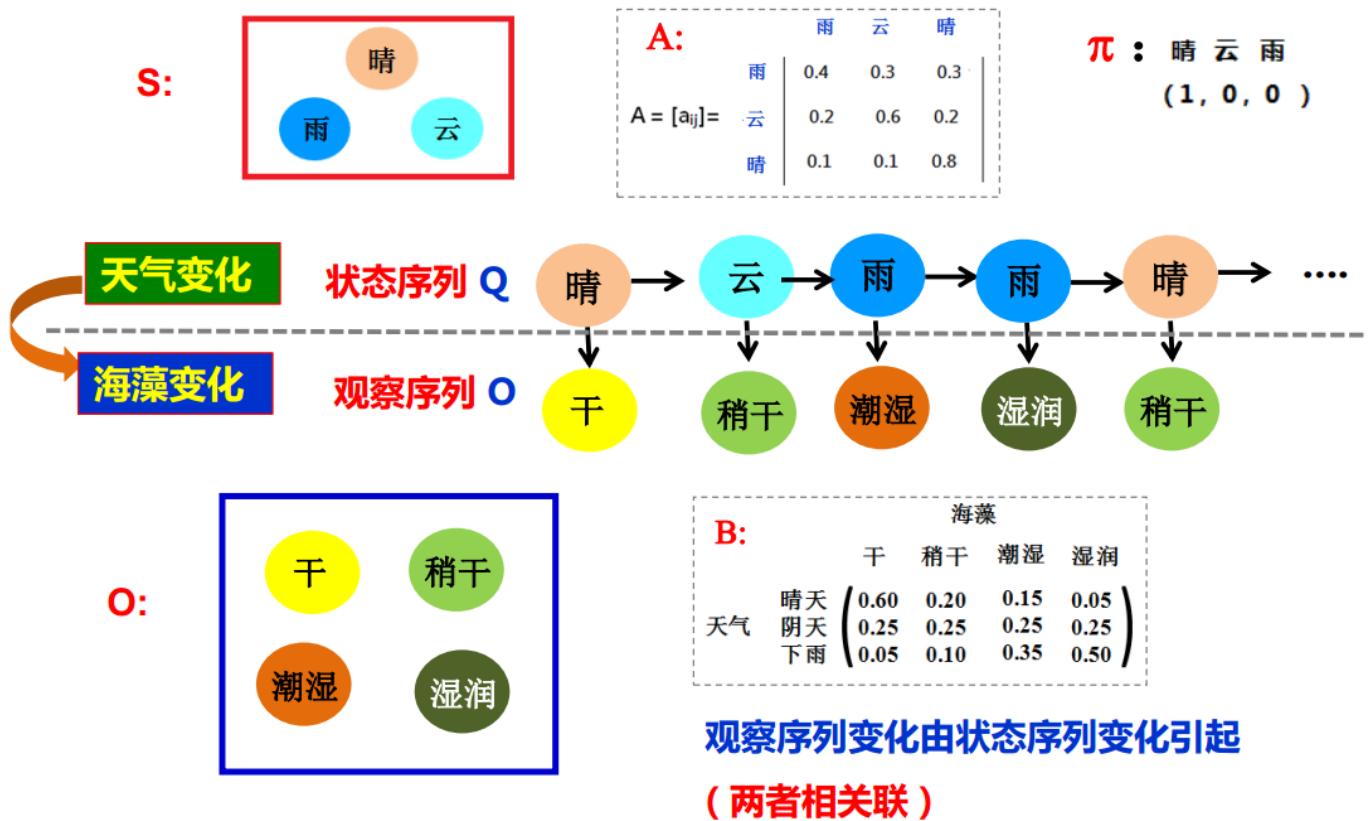 S:
晴
雨
云
A:
雨 云 晴
A = [aij]=
雨 0.4 0.3 0.3
云 0.2 0.6 0.2
晴 0.1 0.1 0.8
π : 晴 云 雨
(1, 0, 0 )
天气变化
状态序列 Q
晴 云 雨 雨 晴 ....
海藻变化
观察序列 O
干 稍干 潮湿 湿润 稍干
O:
干 稍干
潮湿 湿润
B:
海藻
干 稍干 潮湿 湿润
天气
晴天 0.60 0.20 0.15 0.05
阴天 0.25 0.25 0.25 0.25
下雨 0.05 0.10 0.35 0.50
观察序列变化由状态序列变化引起
(两者相关联)